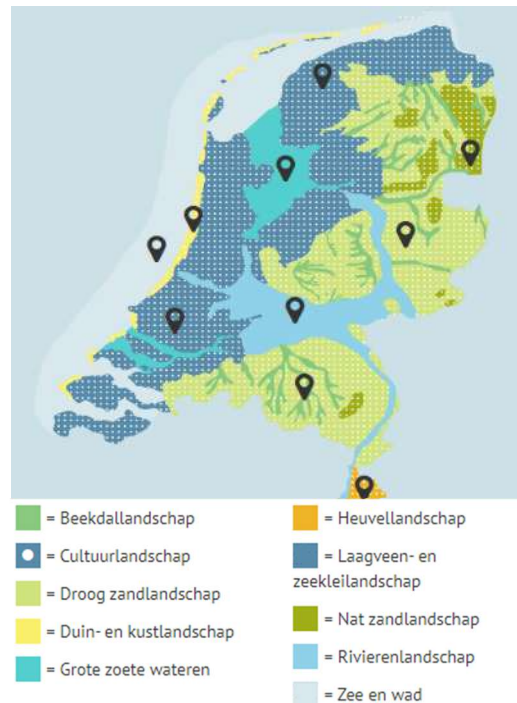 = Beekdallandschap
= Cultuurlandschap
= Droog zandlandschap
= Duin- en kustlandschap
= Grote zoete wateren
= Heuvellandschap
= Laagveen- en
zeekleilandschap
= Nat zandlandschap
= Rivierenlandschap
= Zee en wad